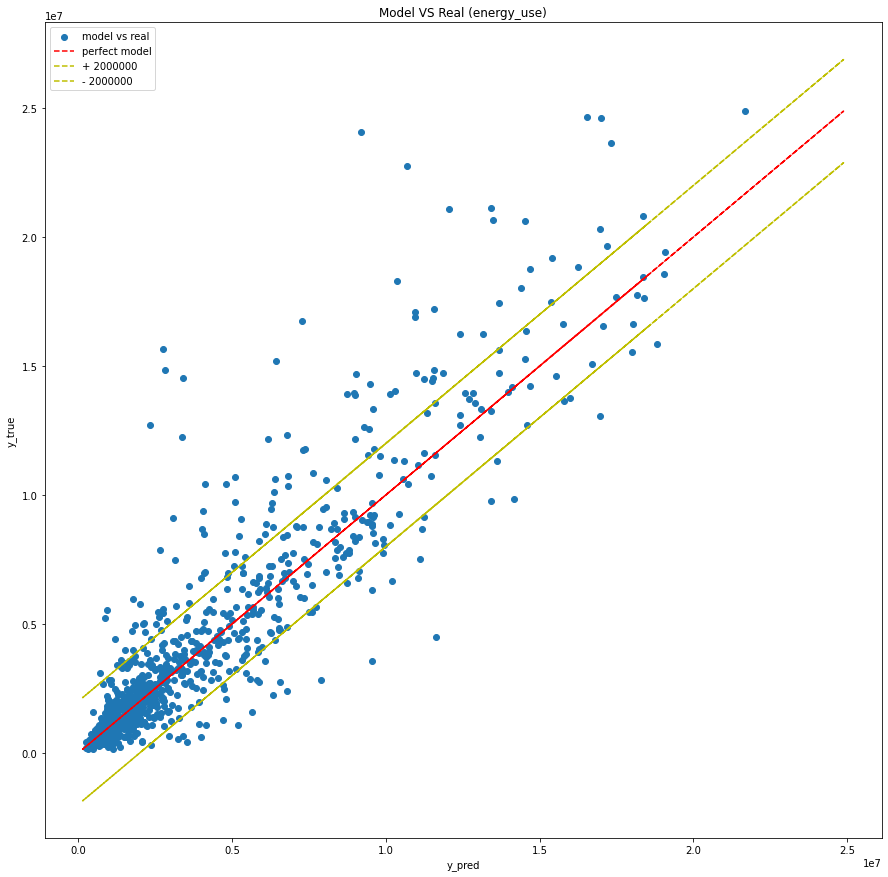 Model VS Real (energy_use)
1e7
model vs real
perfect model
+ 2000000
- 2000000
2.5
2.0
1.5
1.0
0.5
0.0
y_true
0.0 0.5 1.0 1.5 2.0 2.5
1e7
y_pred